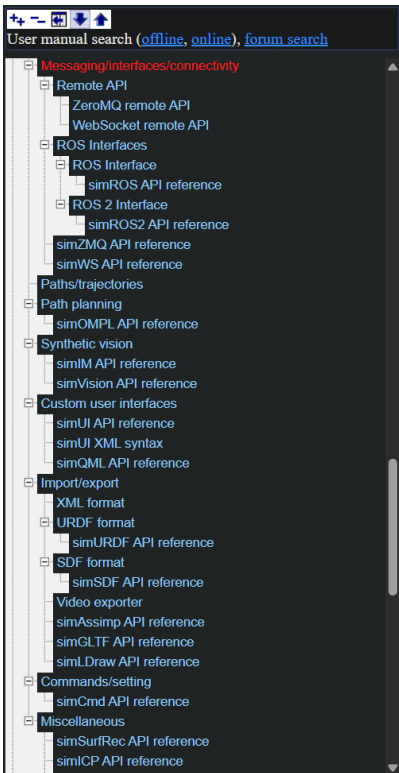 User manual search (offline, online), forum search
Messaging/interfaces/connectivity
Remote API
ZeroMQ remote API
WebSocket remote API
ROS Interfaces
ROS Interface
simROS API reference
ROS 2 Interface
simROS2 API reference
simZMQ API reference
simWS API reference
Paths/trajectories
Path planning
simOMPL API reference
Synthetic vision
simIM API reference
simVision API reference
Custom user interfaces
simUI API reference
simUI XML syntax
simQML API reference
Import/export
XML format
URDF format
simURDF API reference
SDF format
simSDF API reference
Video exporter
simAssimp API reference
simGLTF API reference
simLDraw API reference
Commands/setting
simCmd API reference
Miscellaneous
simSurfRec API reference
simICP API reference